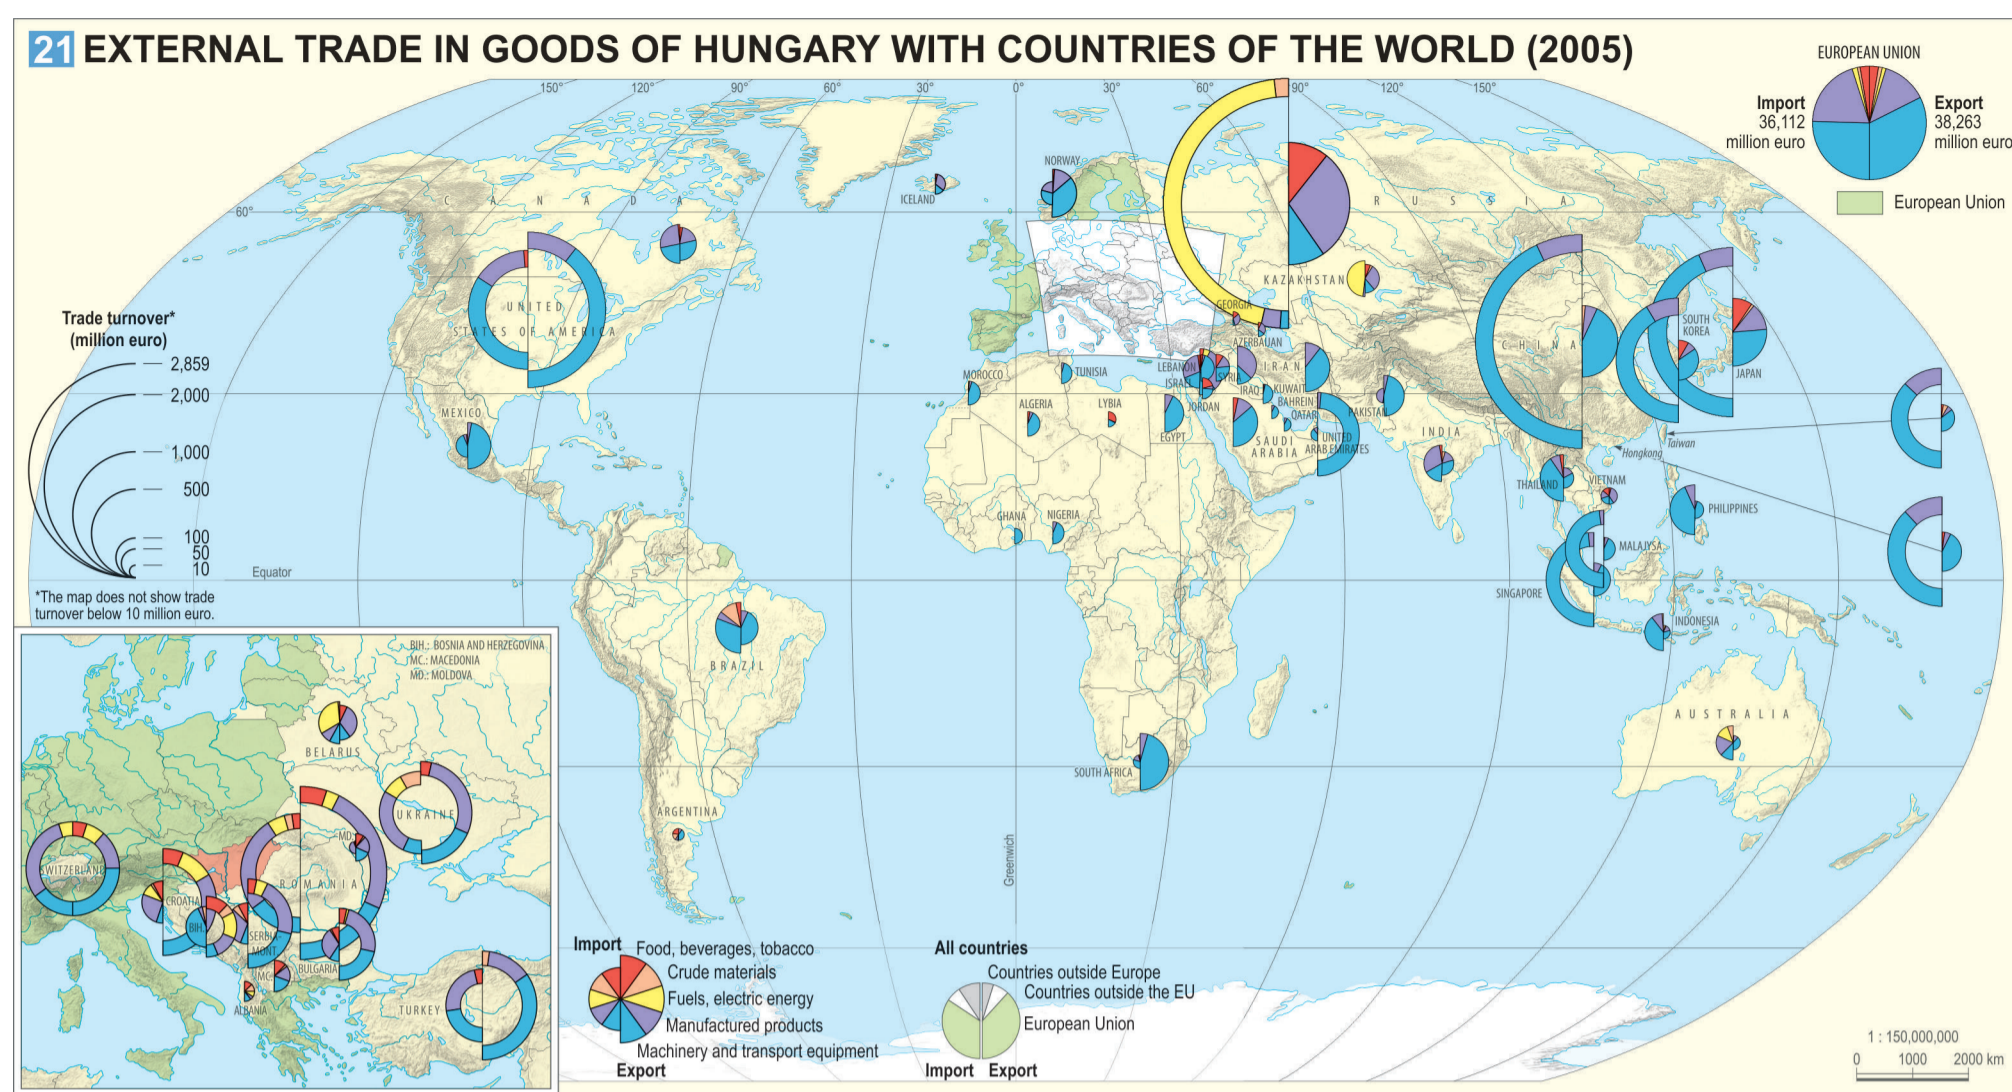 21 EXTERNAL TRADE IN GOODS OF HUNGARY WITH COUNTRIES OF THE WORLD (2005)
EUROPEAN UNION
Import
36,112
million euro
Export
38,263
million euro
European Union
150°
120°
90°
60°
30°
0°
30°
60°
90°
120°
150°
60°
Trade turnover*
(million euro)
2,859
2,000
1,000
500
100
50
10
*The map does not show trade
turnover below 10 million euro.
Equator
Greenwich
CANADA
UNITED
STATES OF AMERICA
MEXICO
BRAZIL
ARGENTINA
ICELAND
NORWAY
RUSSIA
KAZAKHSTAN
GEORGIA
AZERBAIJAN
LEBANON
SYRIA
ISRAEL
JORDAN
IRAN
IRAQ
KUWAIT
BAHREIN
QATAR
UNITED
ARAB EMIRATES
SAUDI
ARABIA
PAKISTAN
INDIA
CHINA
SOUTH
KOREA
JAPAN
Taiwan
Hongkong
THAILAND
VIETNAM
PHILIPPINES
MALAJYSA
SINGAPORE
INDONESIA
AUSTRALIA
MOROCCO
TUNISIA
ALGERIA
LYBIA
EGYPT
GHANA
NIGERIA
SOUTH AFRICA
BIH.: BOSNIA AND HERZEGOVINA
MC.: MACEDONIA
MD.: MOLDOVA
BELARUS
UKRAINE
MD.
SWITZERLAND
ROMANIA
CROATIA
BIH.
SERBIA-
MONT.
BULGARIA
MC.
ALBANIA
TURKEY
Import
Food, beverages, tobacco
Crude materials
Fuels, electric energy
Manufactured products
Machinery and transport equipment
Export
All countries
Countries outside Europe
Countries outside the EU
European Union
Import Export
1 : 150,000,000
0 1000 2000 km